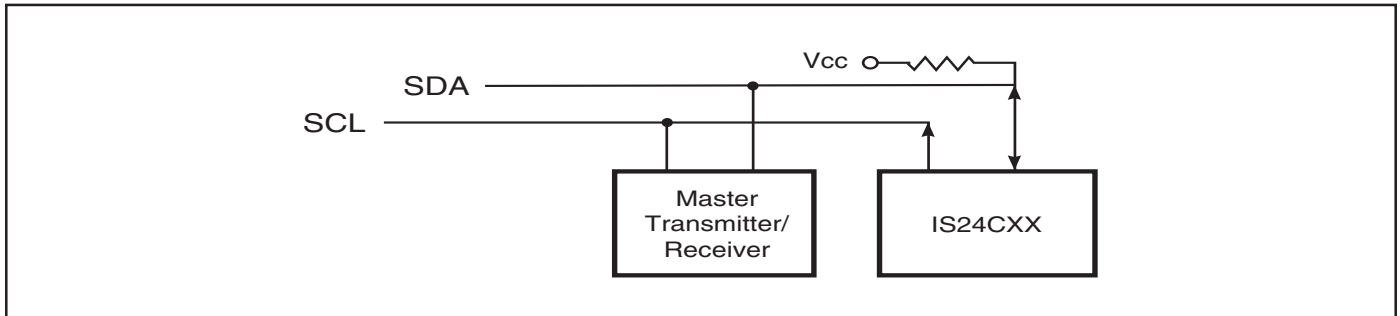 Vcc
SDA
SCL
Master
Transmitter/
Receiver
IS24CXX